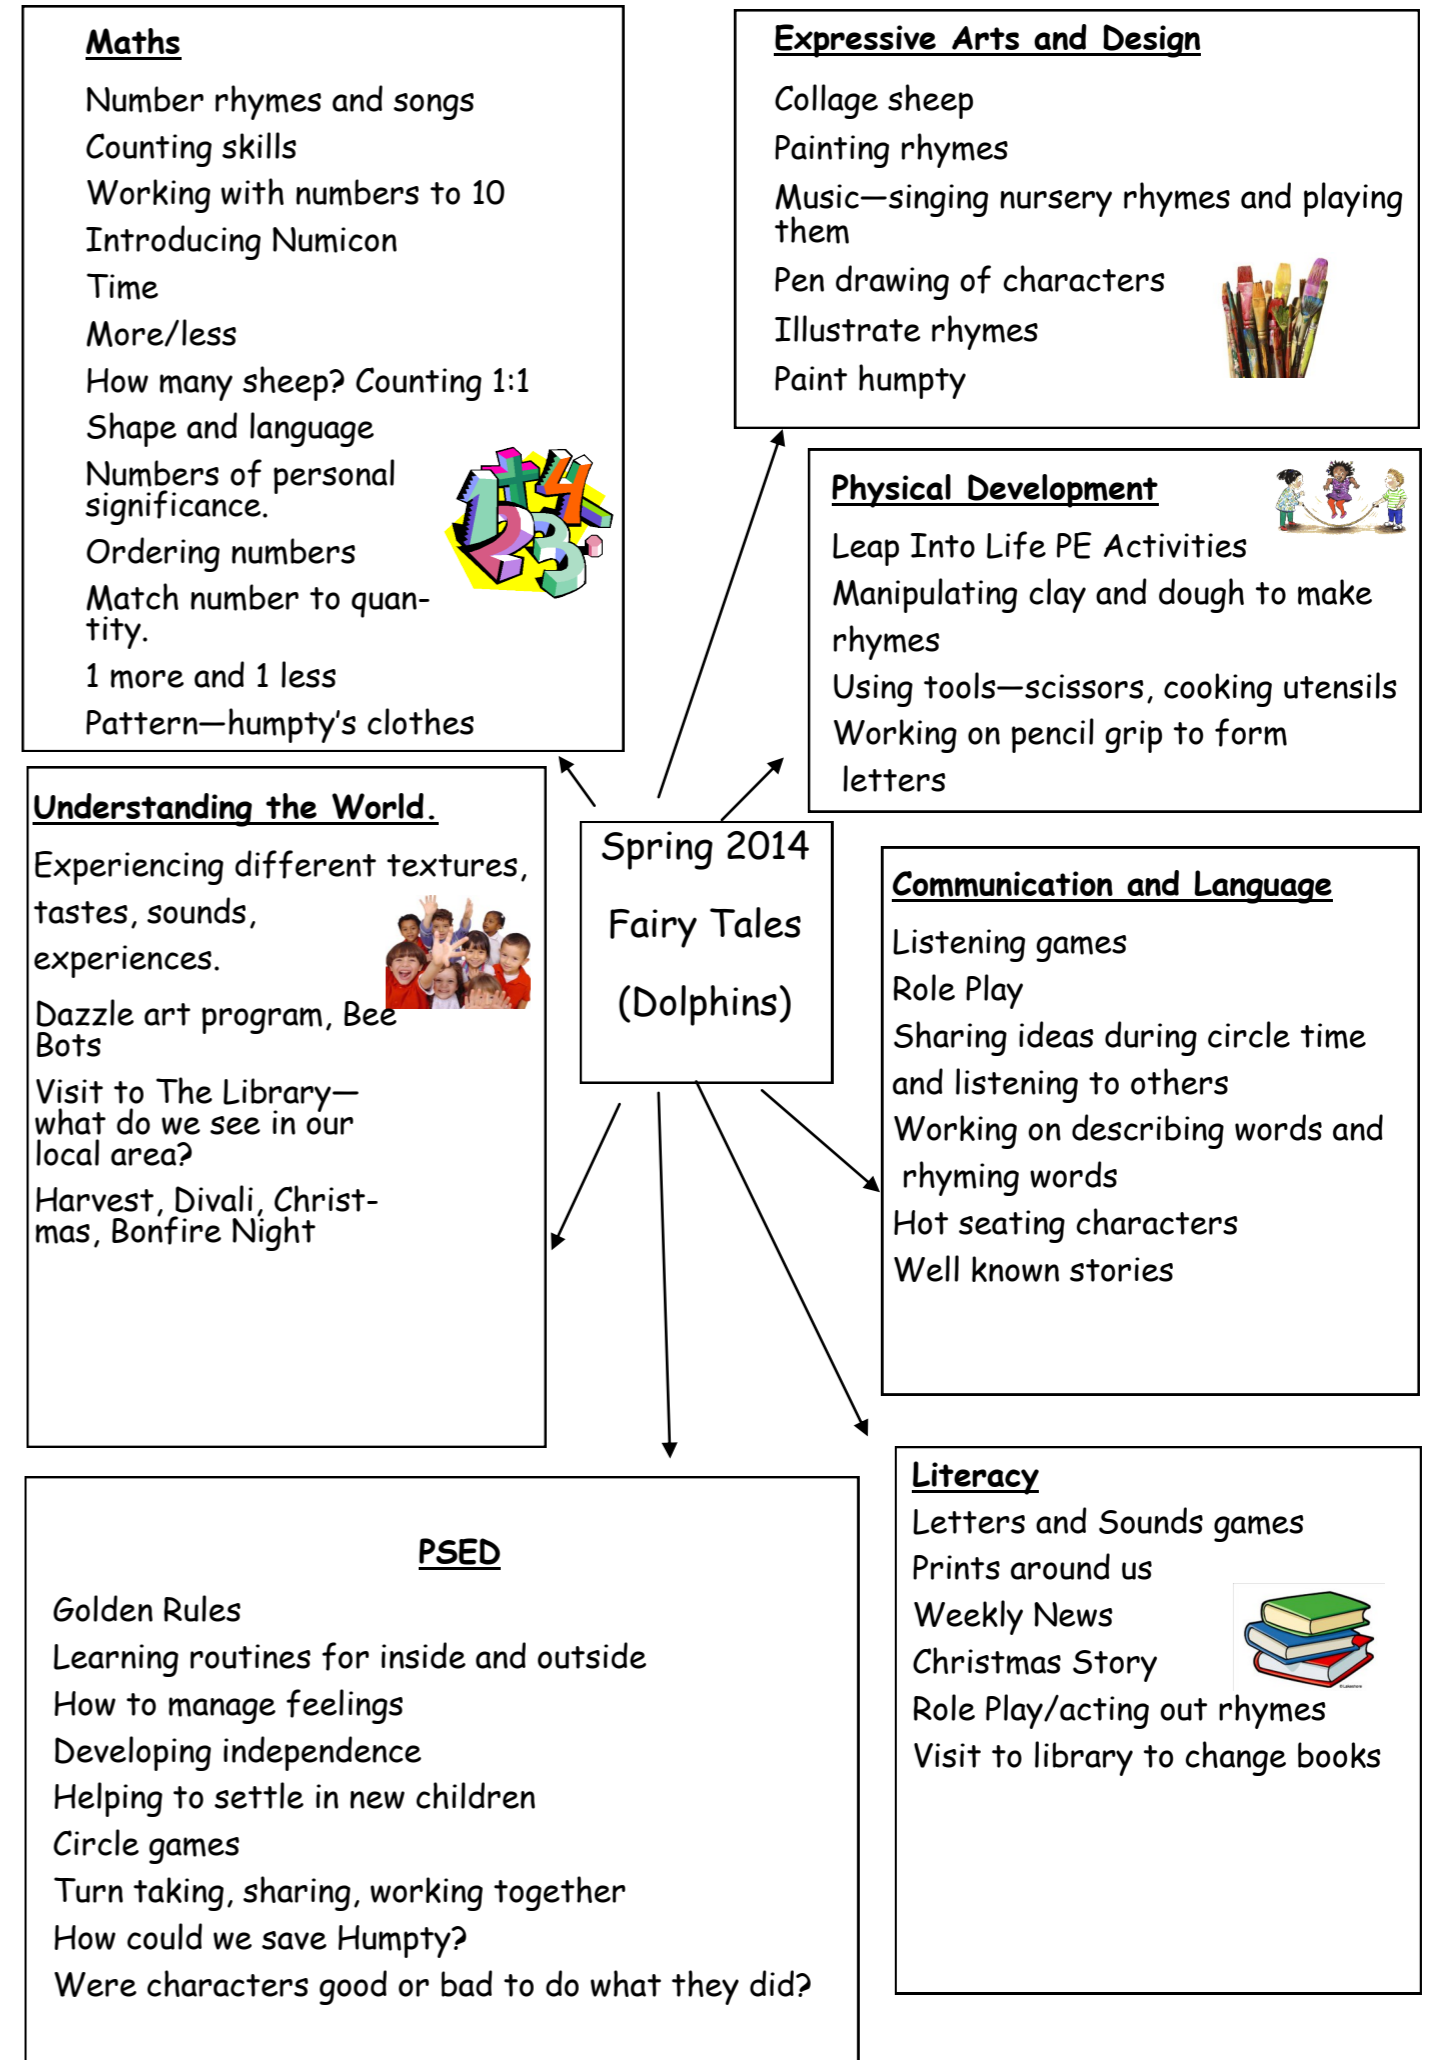 Maths
Number rhymes and songs
Counting skills
Working with numbers to 10
Introducing Numicon
Time
More/less
How many sheep? Counting 1:1
Shape and language
Numbers of personal
significance.
Ordering numbers
Match number to quan-
tity.
1 more and 1 less
Pattern—humpty's clothes
Expressive Arts and Design
Collage sheep
Painting rhymes
Music—singing nursery rhymes and playing
them
Pen drawing of characters
Illustrate rhymes
Paint humpty
Physical Development
Leap Into Life PE Activities
Manipulating clay and dough to make
rhymes
Using tools—scissors, cooking utensils
Working on pencil grip to form
letters
Understanding the World.
Experiencing different textures,
tastes, sounds,
experiences.
Dazzle art program, Bee
Bots
Visit to The Library—
what do we see in our
local area?
Harvest, Divali, Christ-
mas, Bonfire Night
Spring 2014
Fairy Tales
(Dolphins)
Communication and Language
Listening games
Role Play
Sharing ideas during circle time
and listening to others
Working on describing words and
rhyming words
Hot seating characters
Well known stories
PSED
Golden Rules
Learning routines for inside and outside
How to manage feelings
Developing independence
Helping to settle in new children
Circle games
Turn taking, sharing, working together
How could we save Humpty?
Were characters good or bad to do what they did?
Literacy
Letters and Sounds games
Prints around us
Weekly News
Christmas Story
Role Play/acting out rhymes
Visit to library to change books